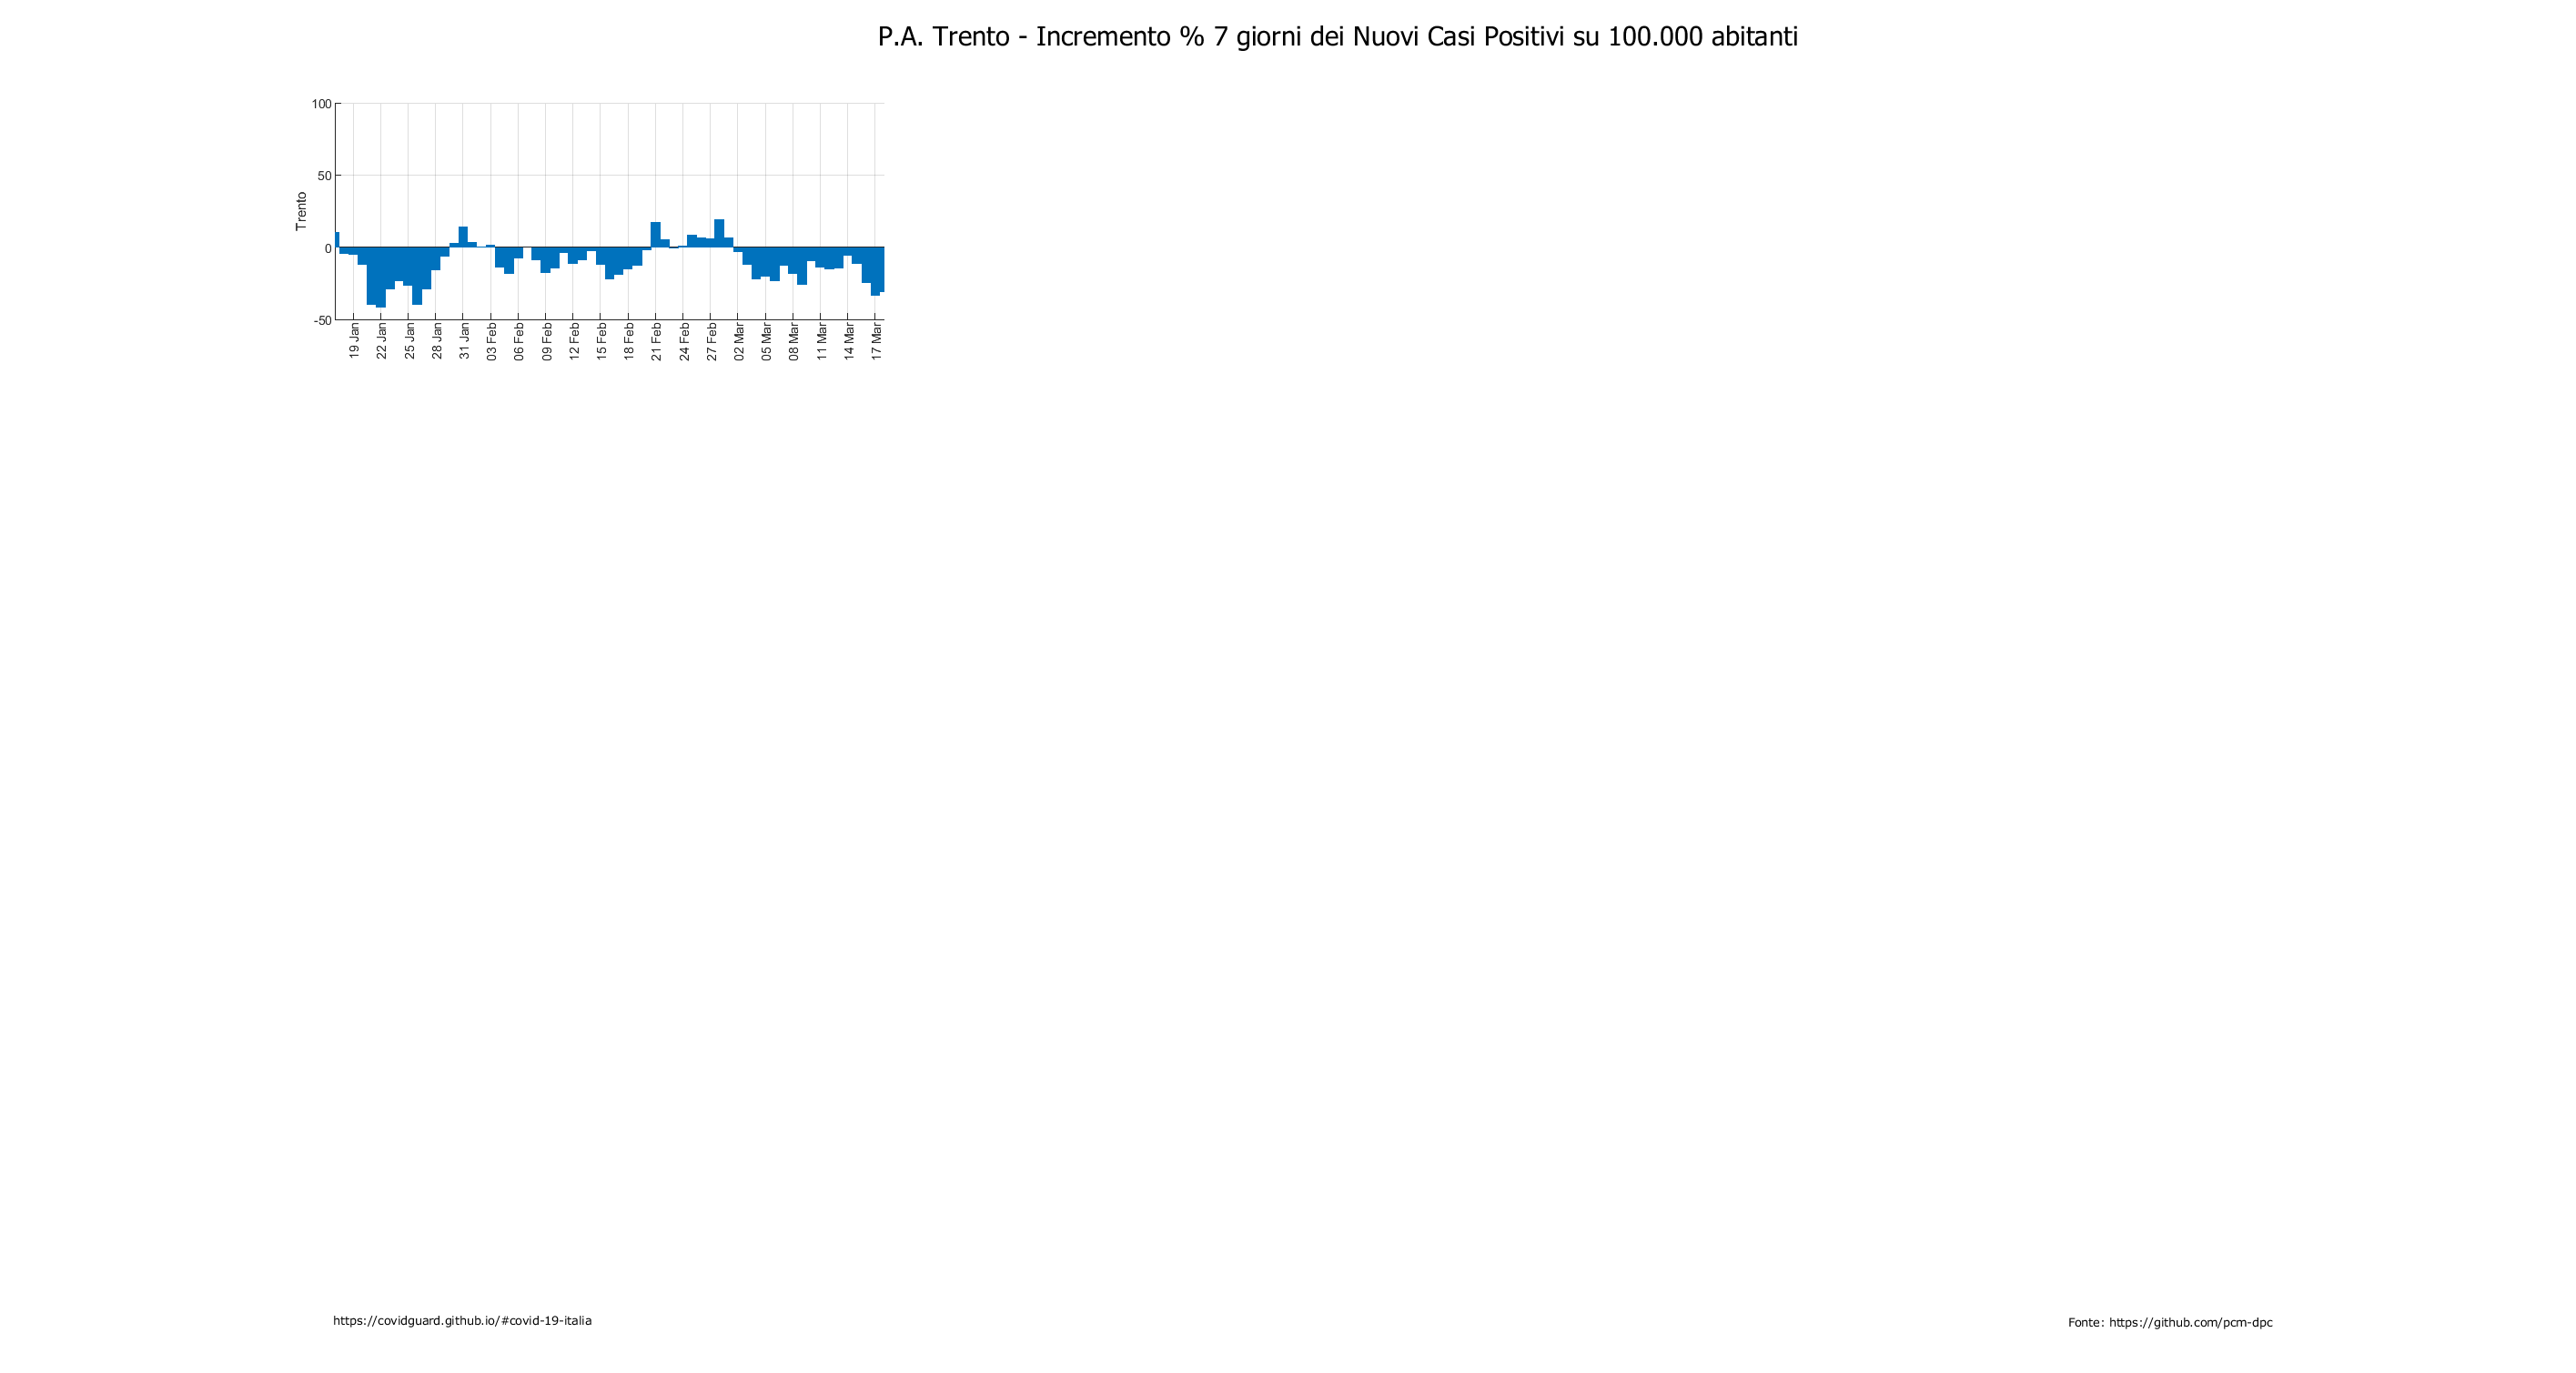 P.A. Trento - Incremento % 7 giorni dei Nuovi Casi Positivi su 100.000 abitanti
100
50
0
-50
Trento
19 Jan
22 Jan
25 Jan
28 Jan
31 Jan
03 Feb
06 Feb
09 Feb
12 Feb
15 Feb
18 Feb
21 Feb
24 Feb
27 Feb
02 Mar
05 Mar
08 Mar
11 Mar
14 Mar
17 Mar
https://covidguard.github.io/#covid-19-italia
Fonte: https://github.com/pcm-dpc